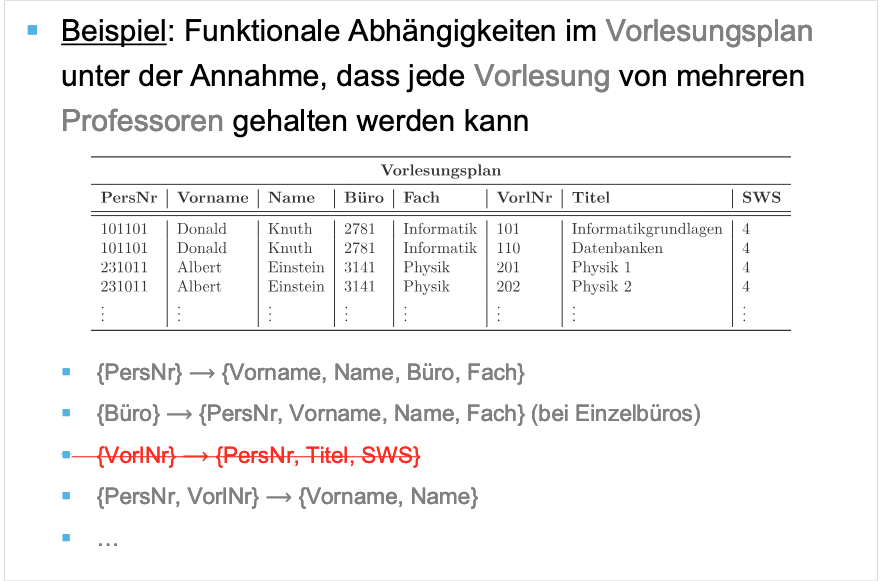 Beispiel: Funktionale Abhängigkeiten im Vorlesungsplan
unter der Annahme, dass jede Vorlesung von mehreren
Professoren gehalten werden kann
Vorlesungsplan
PersNr Vorname Name Büro Fach VorlNr Titel SWS
101101 Donald Knuth 2781 Informatik 101 Informatikgrundlagen 4
101101 Donald Knuth 2781 Informatik 110 Datenbanken 4
231011 Albert Einstein 3141 Physik 201 Physik 1 4
231011 Albert Einstein 3141 Physik 202 Physik 2 4
⋮ ⋮ ⋮ ⋮ ⋮ ⋮ ⋮ ⋮
{PersNr} → {Vorname, Name, Büro, Fach}
{Büro} → {PersNr, Vorname, Name, Fach} (bei Einzelbüros)
{VorlNr} → {PersNr, Titel, SWS}
{PersNr, VorlNr} → {Vorname, Name}
…